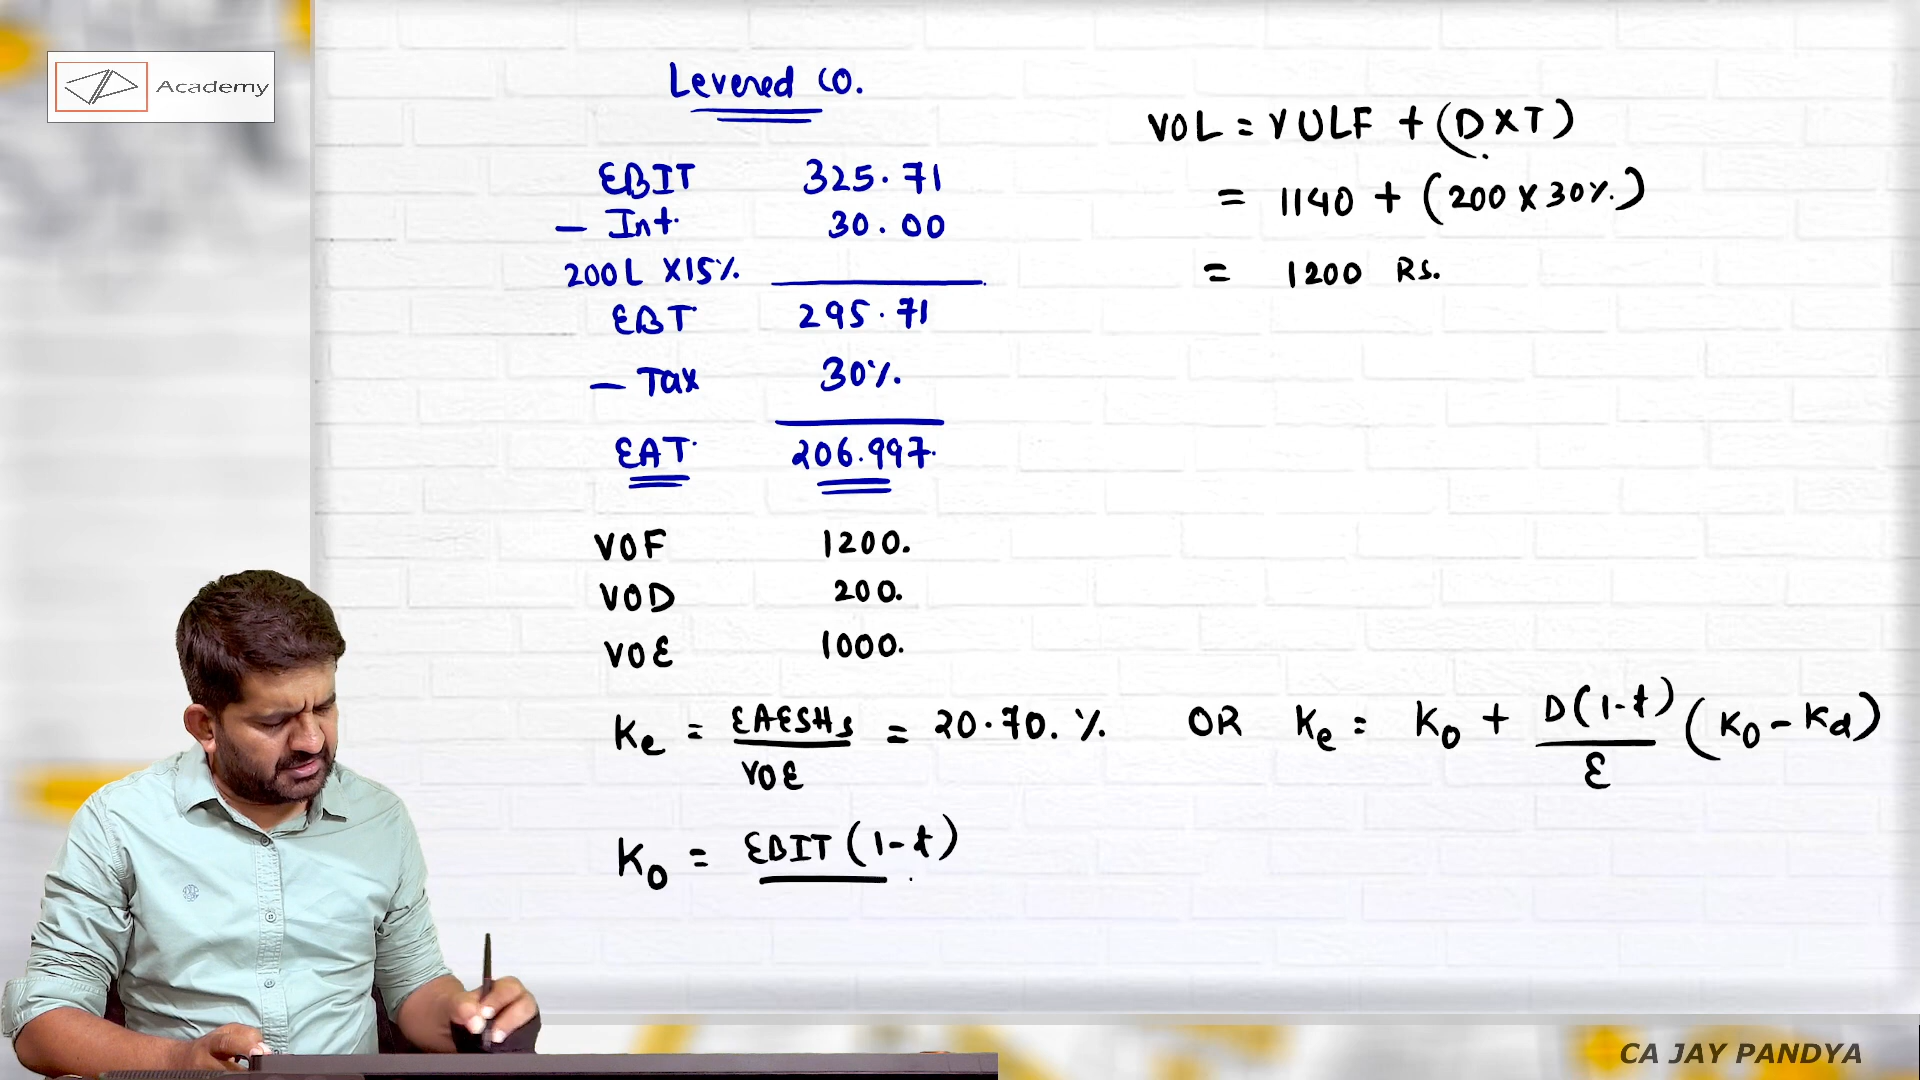 Academy
Levered CO.
EBIT 325.71
- Int. 30.00
200L X15%
EBT 295.71
- Tax 30%.
EAT. 206.997.
VOF 1200.
VOD 200.
VOE 1000.
Ke = EAESHs / VOE = 20.70.% OR Ke = Ko + D(1-t) / E (Ko - Kd)
Ko = EBIT (1-t)
VOL = VULF + (DXT)
= 1140 + (200 X 30%.)
= 1200 Rs.
CA JAY PANDYA